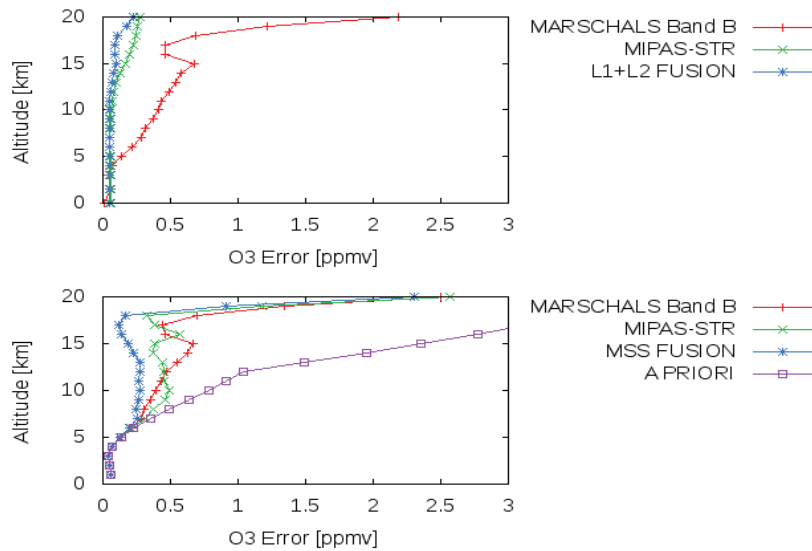 20
15
10
5
0
Altitude [km]
0
0.5
1
1.5
2
2.5
3
O3 Error [ppmv]
MARSCHALS Band B
MIPAS-STR
L1+L2 FUSION
20
15
10
5
0
Altitude [km]
0
0.5
1
1.5
2
2.5
3
O3 Error [ppmv]
MARSCHALS Band B
MIPAS-STR
MSS FUSION
A PRIORI